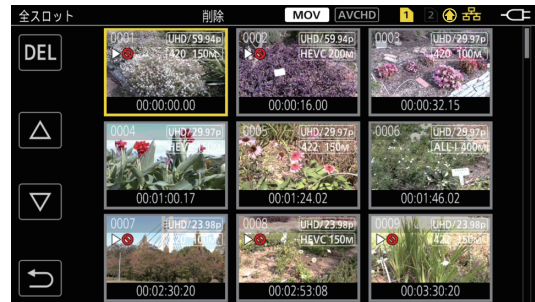 全スロット 削除 MOV AVCHD 1 2
DEL
0001 UHD/59.94p
420 150M
00:00:00.00
0002 UHD/59.94p
HEVC 200M
00:00:16.00
0003 UHD/29.97p
420 100M
00:00:32.15
0004 UHD/29.97p
00:01:00.17
0005 UHD/29.97p
422 150M
00:01:24.02
0006 UHD/29.97p
ALL-I 400M
00:01:46.02
0007 UHD/23.98p
00:02:30:20
0008 UHD/23.98p
HEVC 150M
00:02:53:08
0009 UHD/23.98p
00:03:30:20